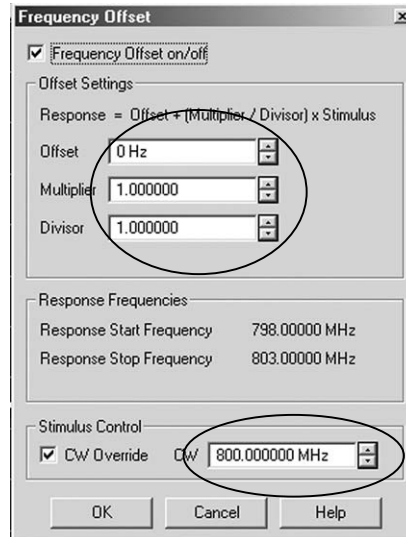 Frequency Offset
Frequency Offset on/off
Offset Settings
Response = Offset + (Multiplier / Divisor) x Stimulus
Offset 0 Hz
Multiplier 1.000000
Divisor 1.000000
Response Frequencies
Response Start Frequency 798.00000 MHz
Response Stop Frequency 803.00000 MHz
Stimulus Control
CW Override CW 800.000000 MHz
OK Cancel Help